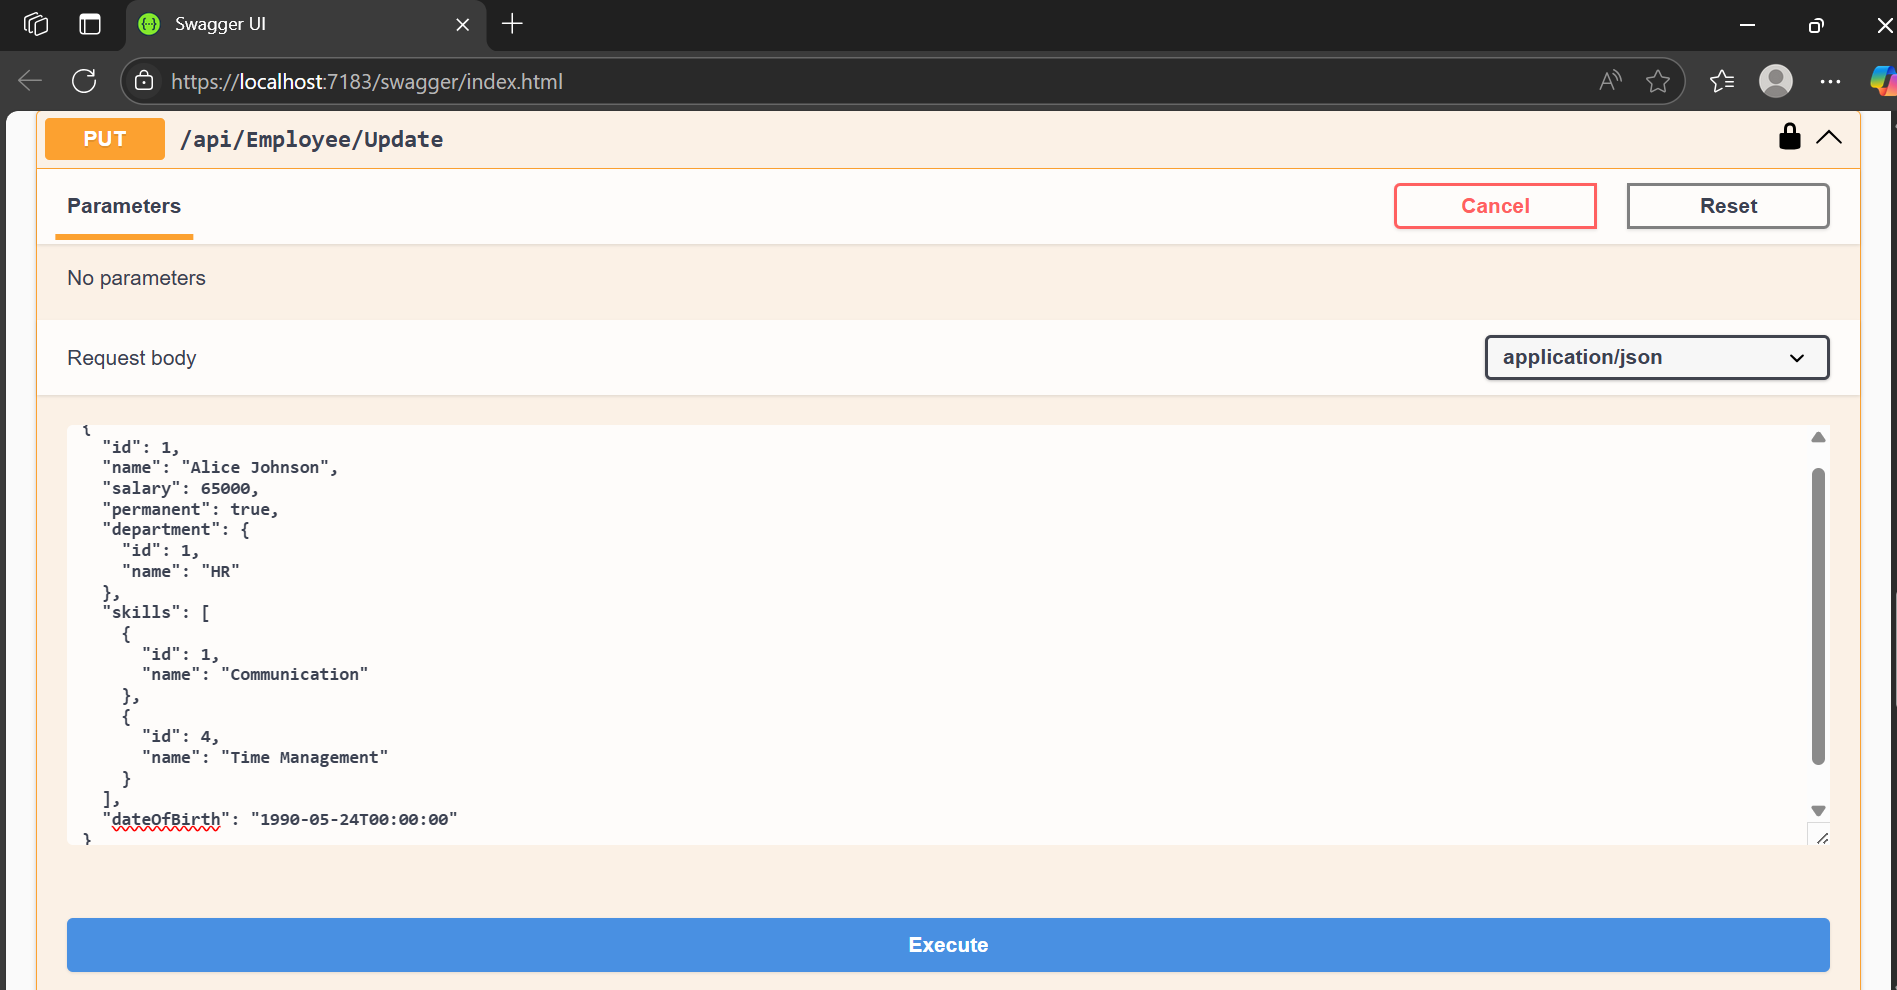 Swagger UI
https://localhost:7183/swagger/index.html
PUT /api/Employee/Update
Parameters
Cancel
Reset
No parameters
Request body
application/json
{
  "id": 1,
  "name": "Alice Johnson",
  "salary": 65000,
  "permanent": true,
  "department": {
    "id": 1,
    "name": "HR"
  },
  "skills": [
    {
      "id": 1,
      "name": "Communication"
    },
    {
      "id": 4,
      "name": "Time Management"
    }
  ],
  "dateOfBirth": "1990-05-24T00:00:00"
}
Execute